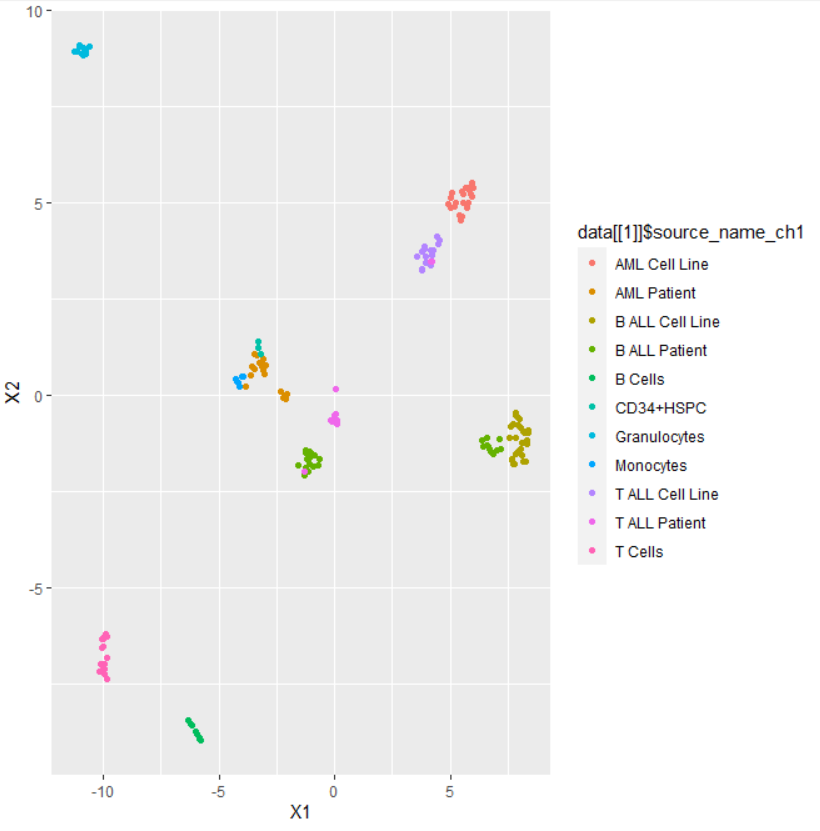 10
5
0
-5
X2
-10
-5
0
5
X1
data[[1]]$source_name_ch1
AML Cell Line
AML Patient
B ALL Cell Line
B ALL Patient
B Cells
CD34+HSPC
Granulocytes
Monocytes
T ALL Cell Line
T ALL Patient
T Cells